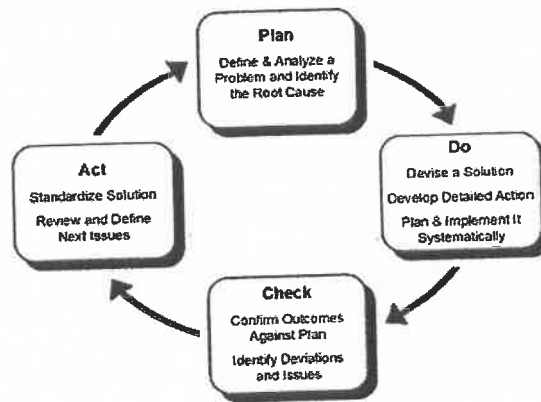 Plan
Define & Analyze a
Problem and Identify
the Root Cause
Do
Devise a Solution
Develop Detailed Action
Plan & Implement It
Systematically
Check
Confirm Outcomes
Against Plan
Identify Deviations
and Issues
Act
Standardize Solution
Review and Define
Next Issues